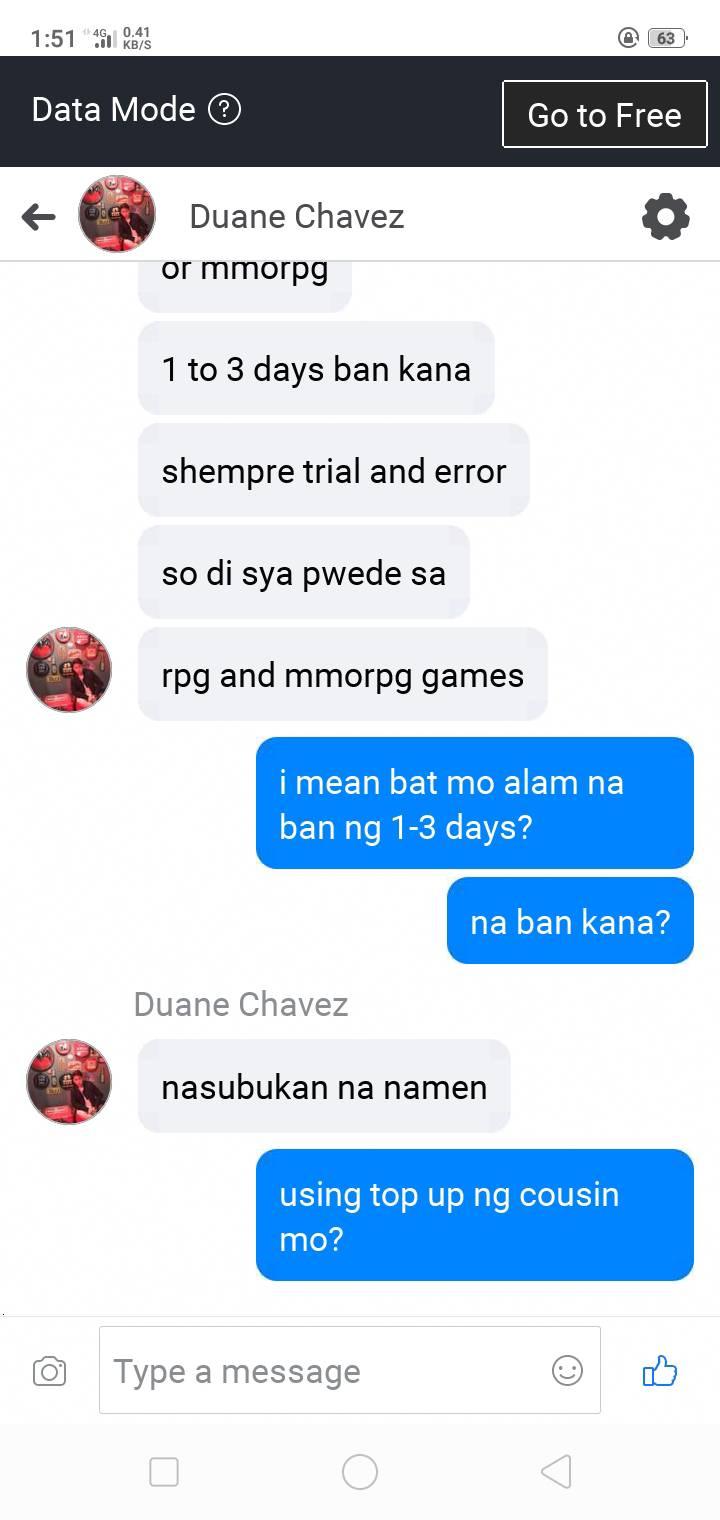 1:51 4G 0.41 KB/S 63
Data Mode ?
Go to Free
Duane Chavez
or mmorpg
1 to 3 days ban kana
shempre trial and error
so di sya pwede sa
rpg and mmorpg games
i mean bat mo alam na
ban ng 1-3 days?
na ban kana?
Duane Chavez
nasubukan na namen
using top up ng cousin
mo?
Type a message